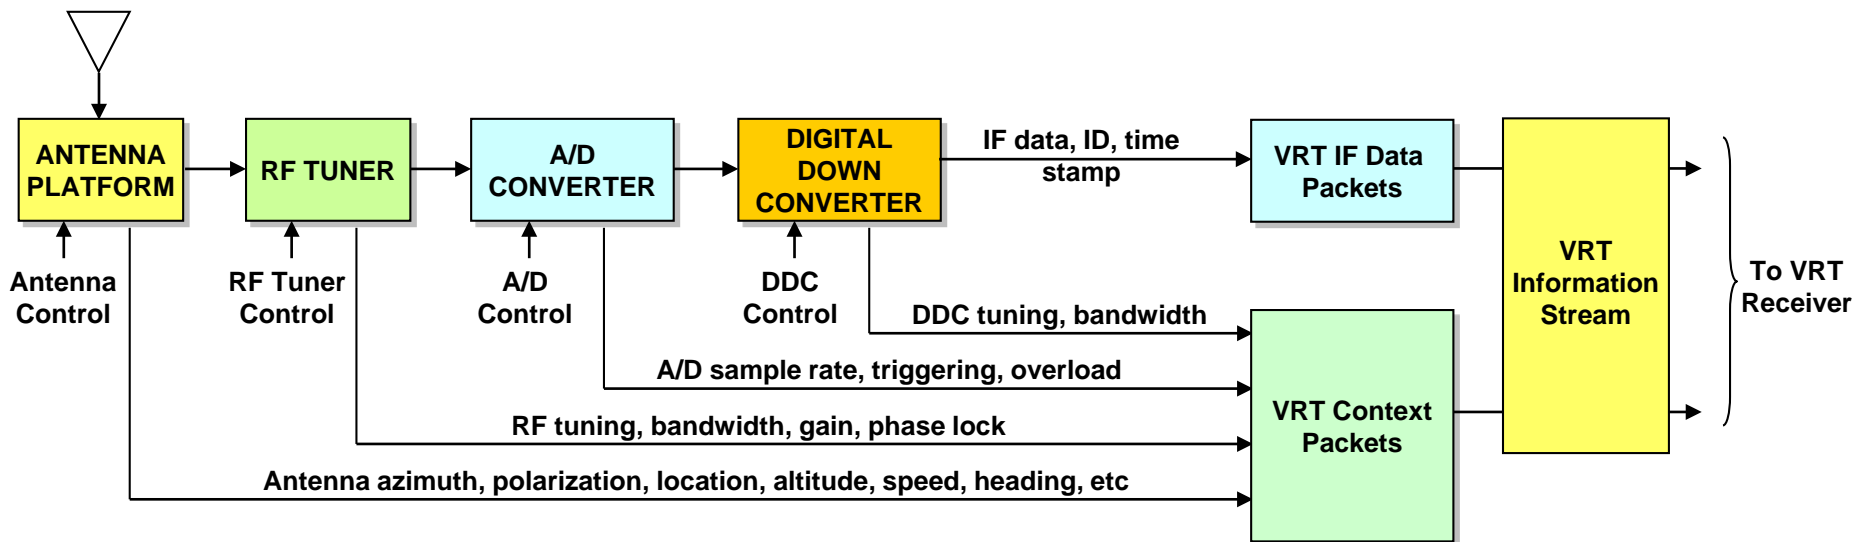 ANTENNA
PLATFORM
RF TUNER
A/D
CONVERTER
DIGITAL
DOWN
CONVERTER
IF data, ID, time
stamp
VRT IF Data
Packets
VRT
Information
Stream
To VRT
Receiver
Antenna
Control
RF Tuner
Control
A/D
Control
DDC
Control
DDC tuning, bandwidth
A/D sample rate, triggering, overload
RF tuning, bandwidth, gain, phase lock
Antenna azimuth, polarization, location, altitude, speed, heading, etc
VRT Context
Packets